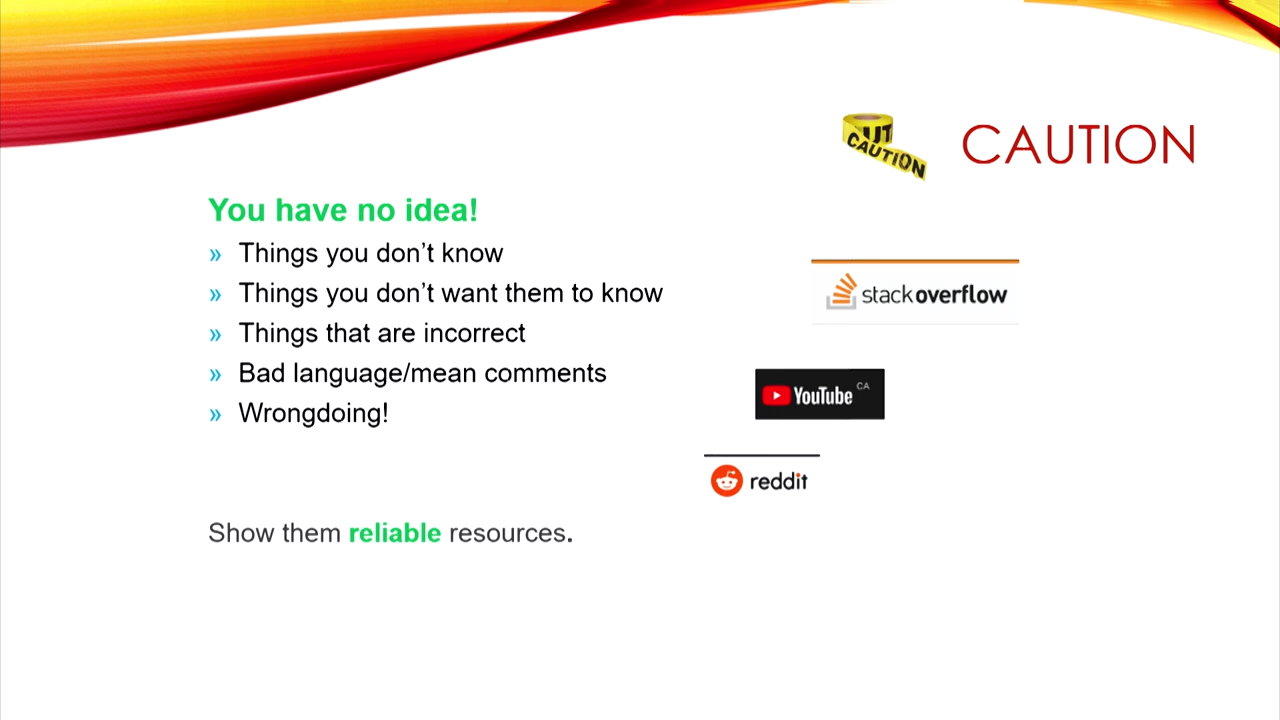 UT
CAUTION
CAUTION
You have no idea!
» Things you don’t know
» Things you don’t want them to know
» Things that are incorrect
» Bad language/mean comments
» Wrongdoing!
stackoverflow
YouTube CA
reddit
Show them reliable resources.